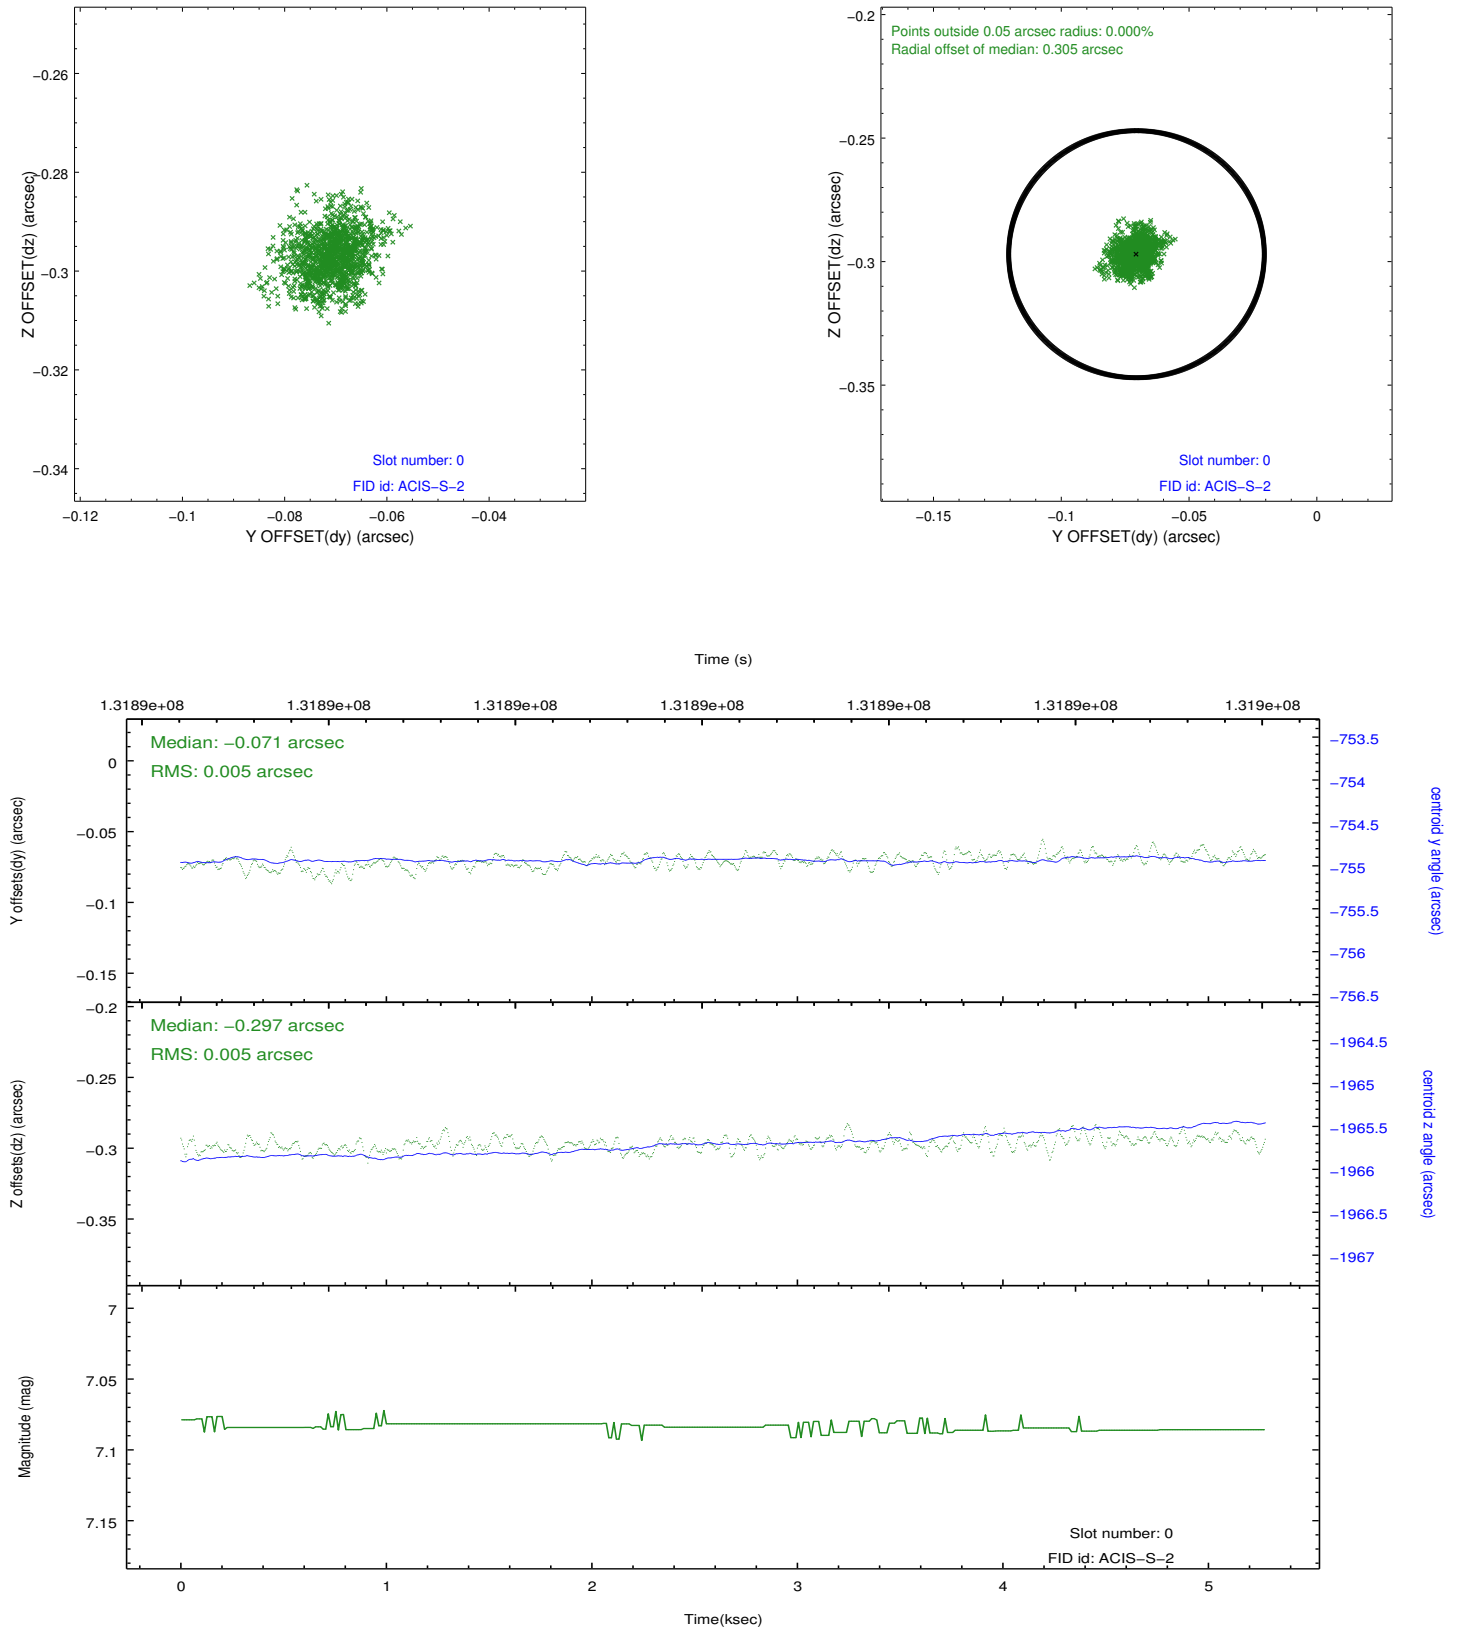 −0.26
−0.28
−0.3
−0.32
−0.34
Z OFFSET(dz) (arcsec)
Slot number: 0
FID id: ACIS−S−2
−0.12 −0.1 −0.08 −0.06 −0.04
Y OFFSET(dy) (arcsec)
−0.2
−0.25
−0.3
−0.35
Z OFFSET(dz) (arcsec)
Points outside 0.05 arcsec radius: 0.000%
Radial offset of median: 0.305 arcsec
Slot number: 0
FID id: ACIS−S−2
−0.15 −0.1 −0.05 0
Y OFFSET(dy) (arcsec)
Time (s)
1.3189e+08 1.3189e+08 1.3189e+08 1.3189e+08 1.3189e+08 1.3189e+08 1.319e+08
Median: −0.071 arcsec
RMS: 0.005 arcsec
0
−0.05
−0.1
−0.15
Y offsets(dy) (arcsec)
−753.5
−754
−754.5
−755
−755.5
−756
−756.5
centroid y angle (arcsec)
Median: −0.297 arcsec
RMS: 0.005 arcsec
−0.2
−0.25
−0.3
−0.35
Z offsets(dz) (arcsec)
−1964.5
−1965
−1965.5
−1966
−1966.5
−1967
centroid z angle (arcsec)
7
7.05
7.1
7.15
Magnitude (mag)
Slot number: 0
FID id: ACIS−S−2
0 1 2 3 4 5
Time(ksec)